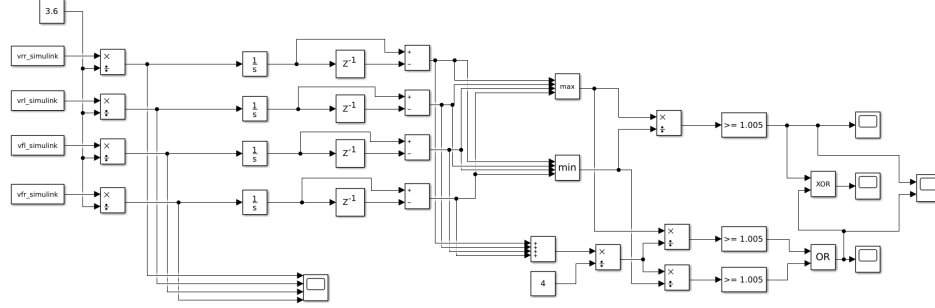 3.6
vrr_simulink
× ÷
1/s
Z-1
+ −
vrl_simulink
× ÷
1/s
Z-1
+ −
max
× ÷
>= 1.005
vfl_simulink
× ÷
1/s
Z-1
+ −
min
XOR
vfr_simulink
× ÷
1/s
Z-1
+ −
× ÷
>= 1.005
+ + + +
× ÷
OR
4
× ÷
>= 1.005